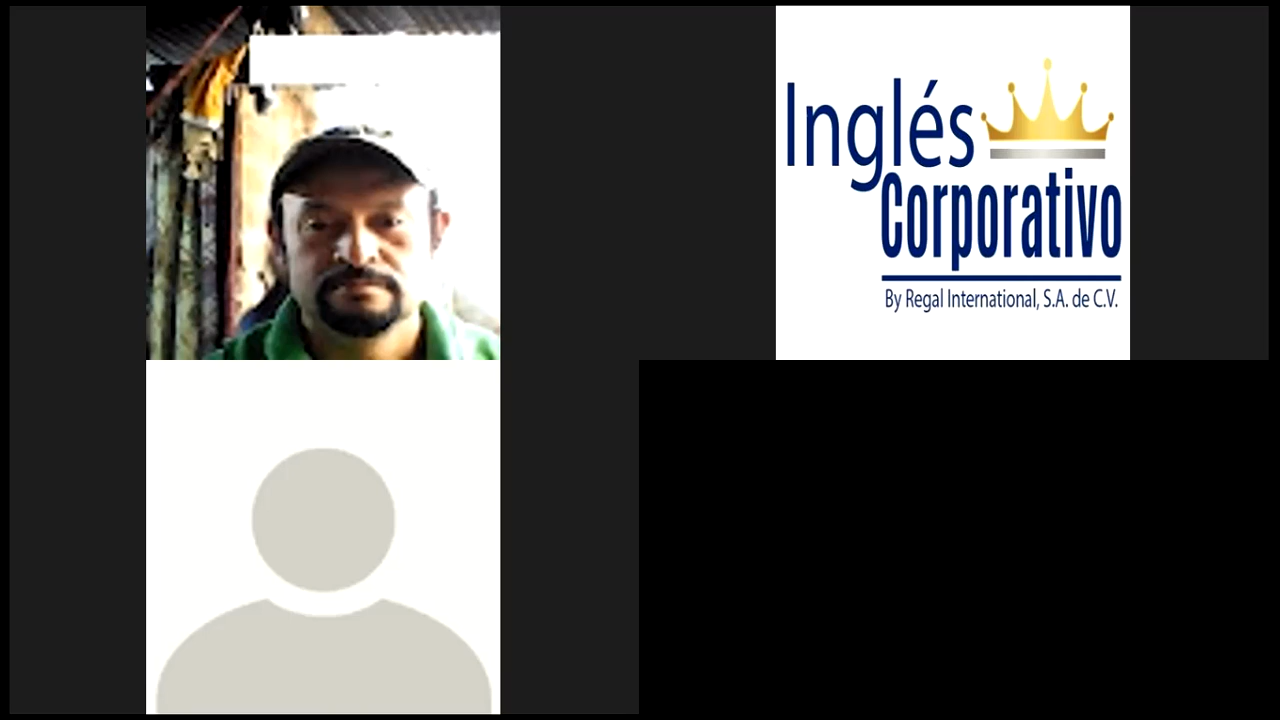 Inglés
Corporativo
By Regal International, S.A. de C.V.